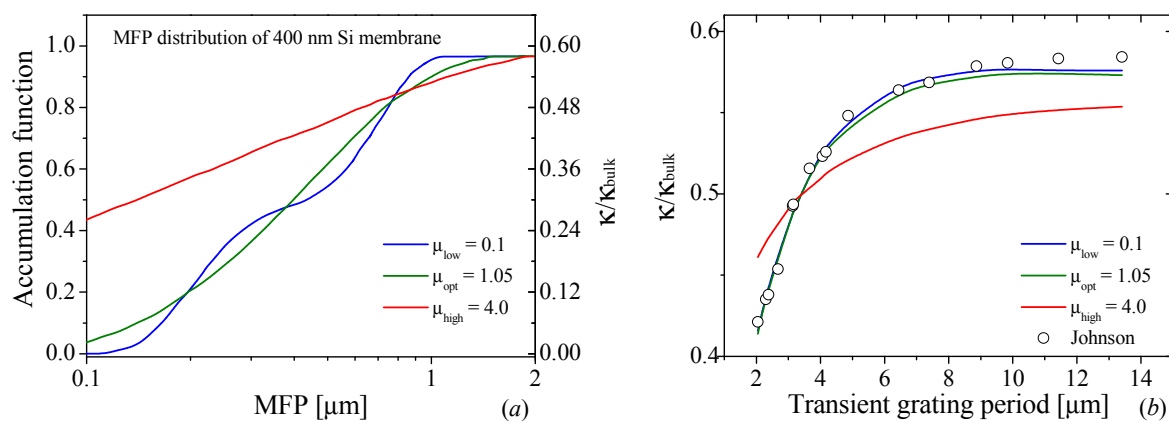 MFP distribution of 400 nm Si membrane
Accumulation function
1.0
0.8
0.6
0.4
0.2
0.0
0.60
0.48
0.36
0.24
0.12
0.00
κ/κbulk
μlow = 0.1
μopt = 1.05
μhigh = 4.0
0.1
1
2
MFP [μm]
(a)
κ/κbulk
0.5
0.4
μlow = 0.1
μopt = 1.05
μhigh = 4.0
Johnson
2
4
6
8
10
12
14
Transient grating period [μm]
(b)